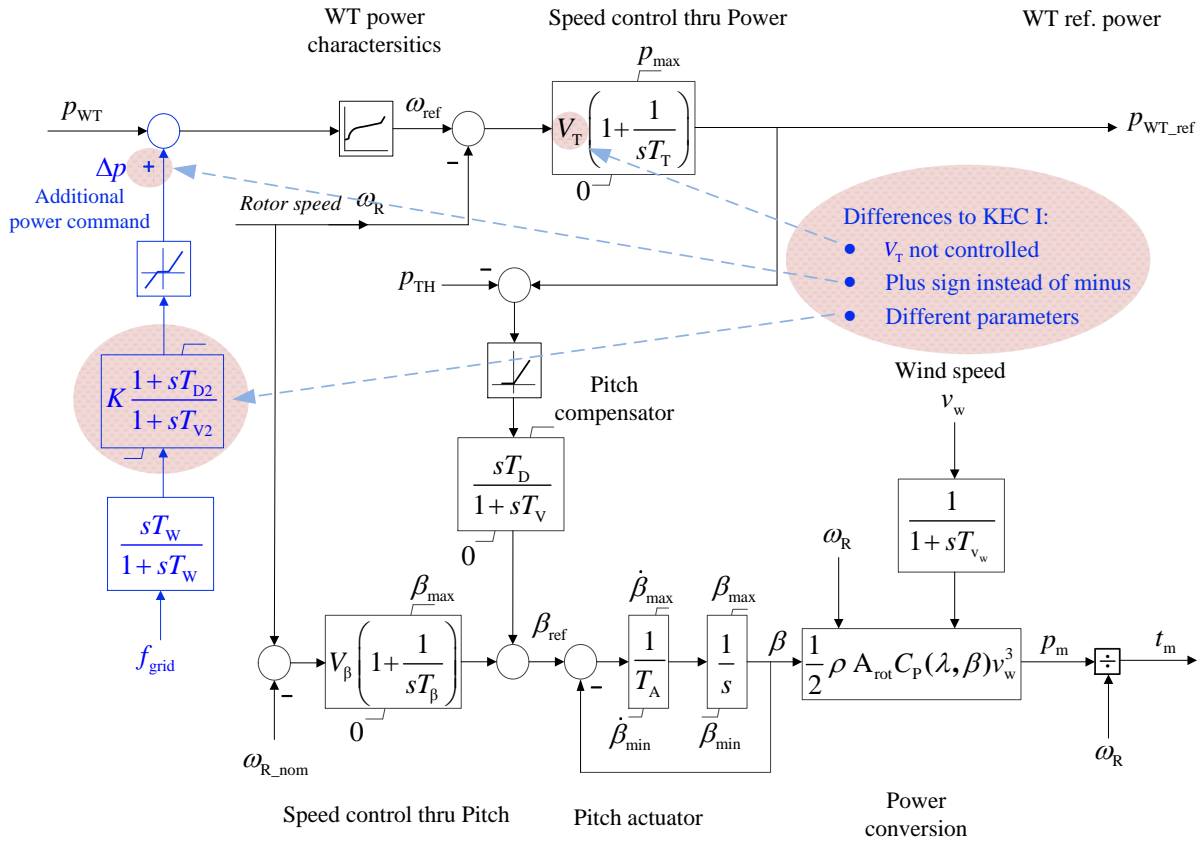 WT power
charactersitics
Speed control thru Power
WT ref. power
p_max
p_WT
ω_ref
V_T(1+1/(sT_T))
p_WT_ref
0
Δp +
-
Additional
power command
Rotor speed ω_R
Differences to KEC I:
• V_T not controlled
• Plus sign instead of minus
• Different parameters
p_TH
-
K (1+sT_D2)/(1+sT_V2)
Pitch
compensator
Wind speed
v_w
sT_D/(1+sT_V)
0
1/(1+sT_v_w)
ω_R
sT_W/(1+sT_W)
f_grid
β_max
β̇_max
β_max
V_β(1+1/(sT_β))
β_ref
1/T_A
1/s
β
1/2 ρ A_rot C_P(λ,β)v_w^3
p_m
÷
t_m
-
-
0
β̇_min
β_min
ω_R_nom
ω_R
Speed control thru Pitch
Pitch actuator
Power
conversion